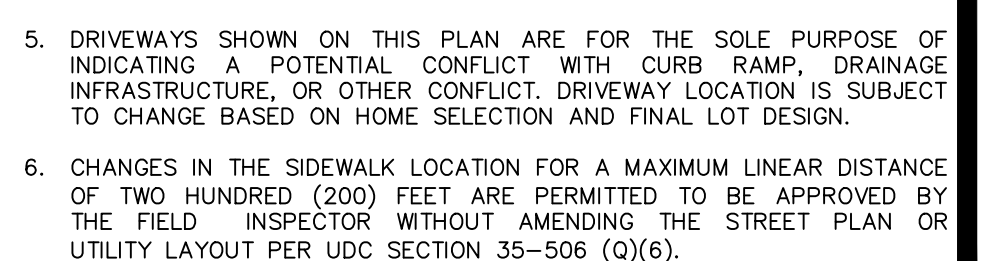 5. DRIVEWAYS SHOWN ON THIS PLAN ARE FOR THE SOLE PURPOSE OF
INDICATING A POTENTIAL CONFLICT WITH CURB RAMP, DRAINAGE
INFRASTRUCTURE, OR OTHER CONFLICT. DRIVEWAY LOCATION IS SUBJECT
TO CHANGE BASED ON HOME SELECTION AND FINAL LOT DESIGN.
6. CHANGES IN THE SIDEWALK LOCATION FOR A MAXIMUM LINEAR DISTANCE
OF TWO HUNDRED (200) FEET ARE PERMITTED TO BE APPROVED BY
THE FIELD INSPECTOR WITHOUT AMENDING THE STREET PLAN OR
UTILITY LAYOUT PER UDC SECTION 35-506 (Q)(6).